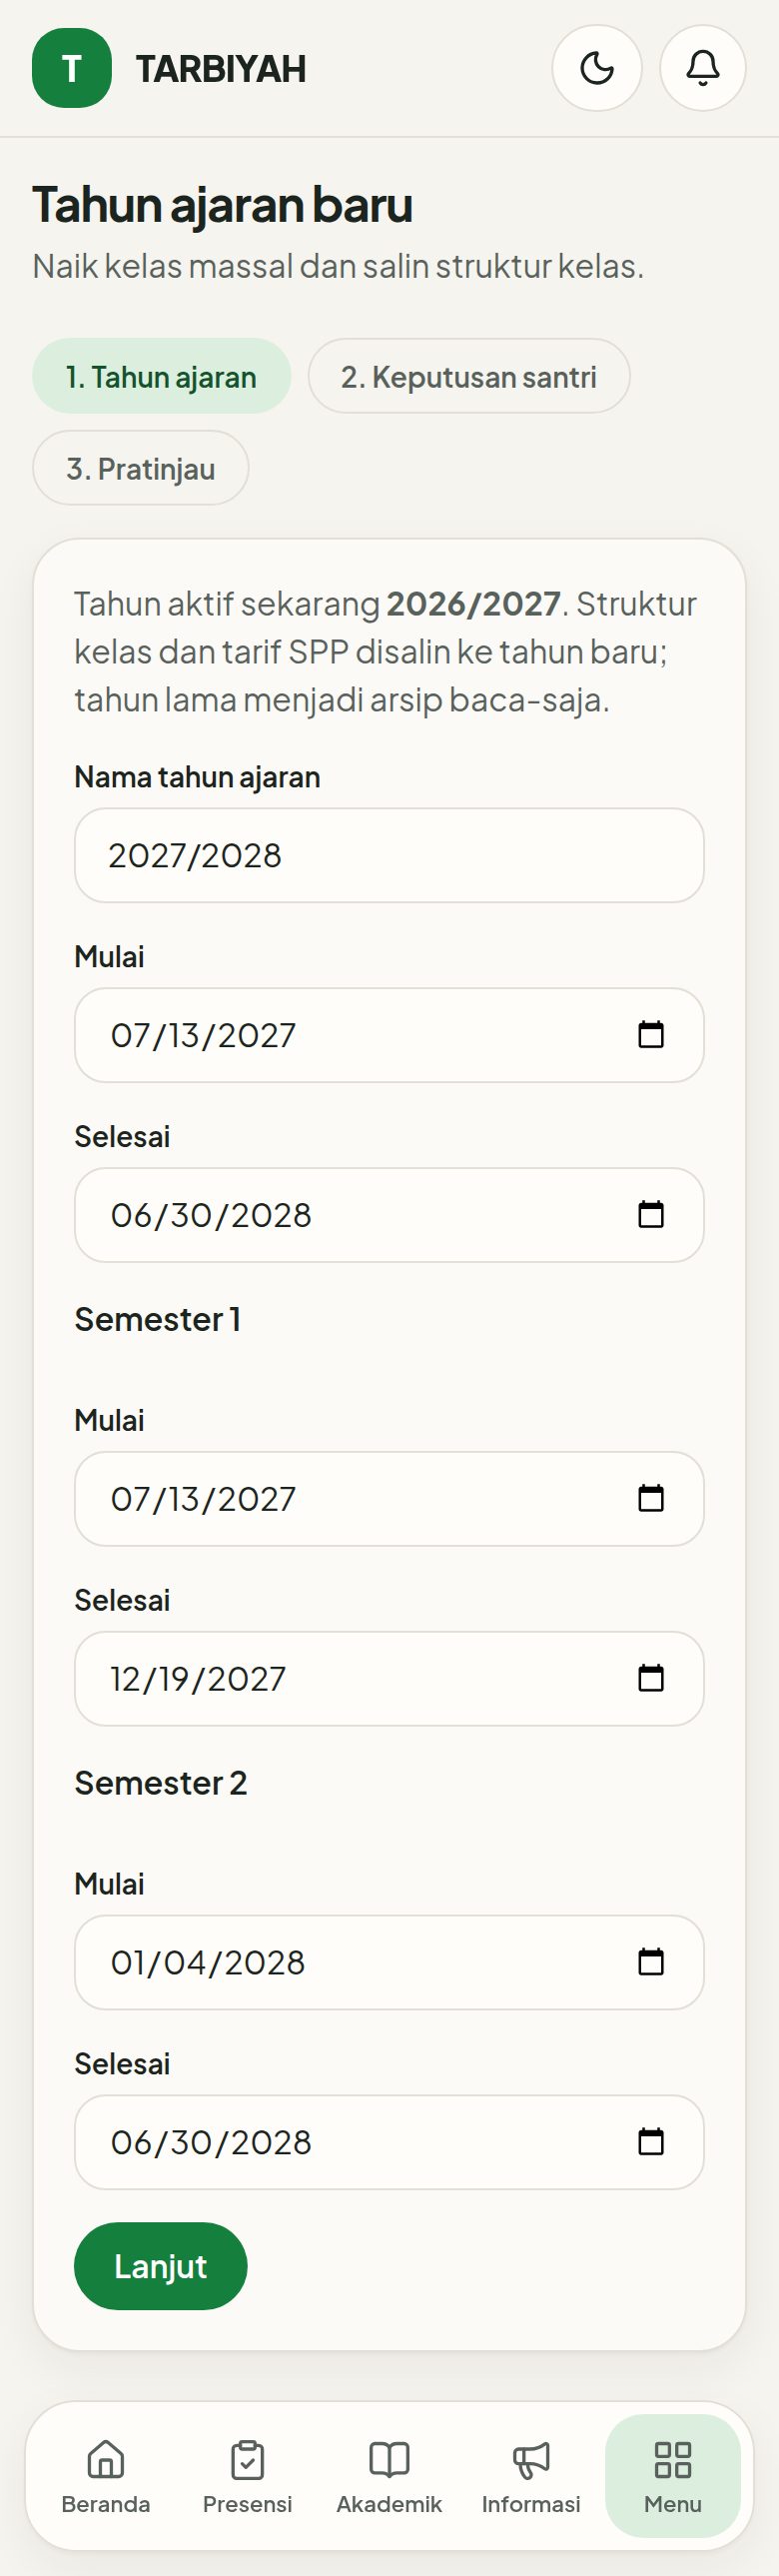 T TARBIYAH
Tahun ajaran baru
Naik kelas massal dan salin struktur kelas.
1. Tahun ajaran
2. Keputusan santri
3. Pratinjau
Tahun aktif sekarang 2026/2027. Struktur
kelas dan tarif SPP disalin ke tahun baru;
tahun lama menjadi arsip baca-saja.
Nama tahun ajaran
2027/2028
Mulai
07/13/2027
Selesai
06/30/2028
Semester 1
Mulai
07/13/2027
Selesai
12/19/2027
Semester 2
Mulai
01/04/2028
Selesai
06/30/2028
Lanjut
Beranda
Presensi
Akademik
Informasi
Menu